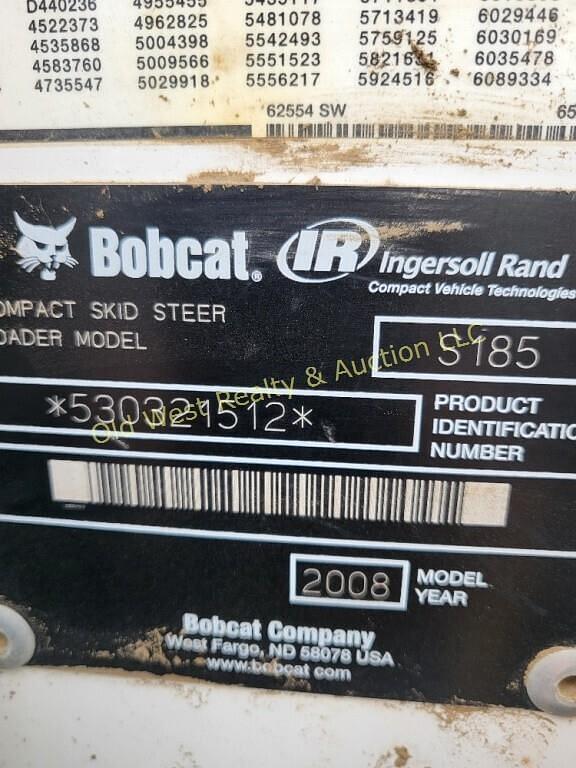 D440236 4955455
4522373 4962825 5481078 5713419 6029446
4535868 5004398 5542493 5759125 6030169
4583760 5009566 5551523 6035478
4735547 5029918 5556217 5924516 6089334
62554 SW 65
Bobcat® IR Ingersoll Rand
Compact Vehicle Technologies
OMPACT SKID STEER
OADER MODEL
S185
*530321512*
PRODUCT
IDENTIFICATIO
NUMBER
Old West Realty & Auction LLC
2008
MODEL
YEAR
Bobcat Company
West Fargo, ND 58078 USA
www.bobcat.com